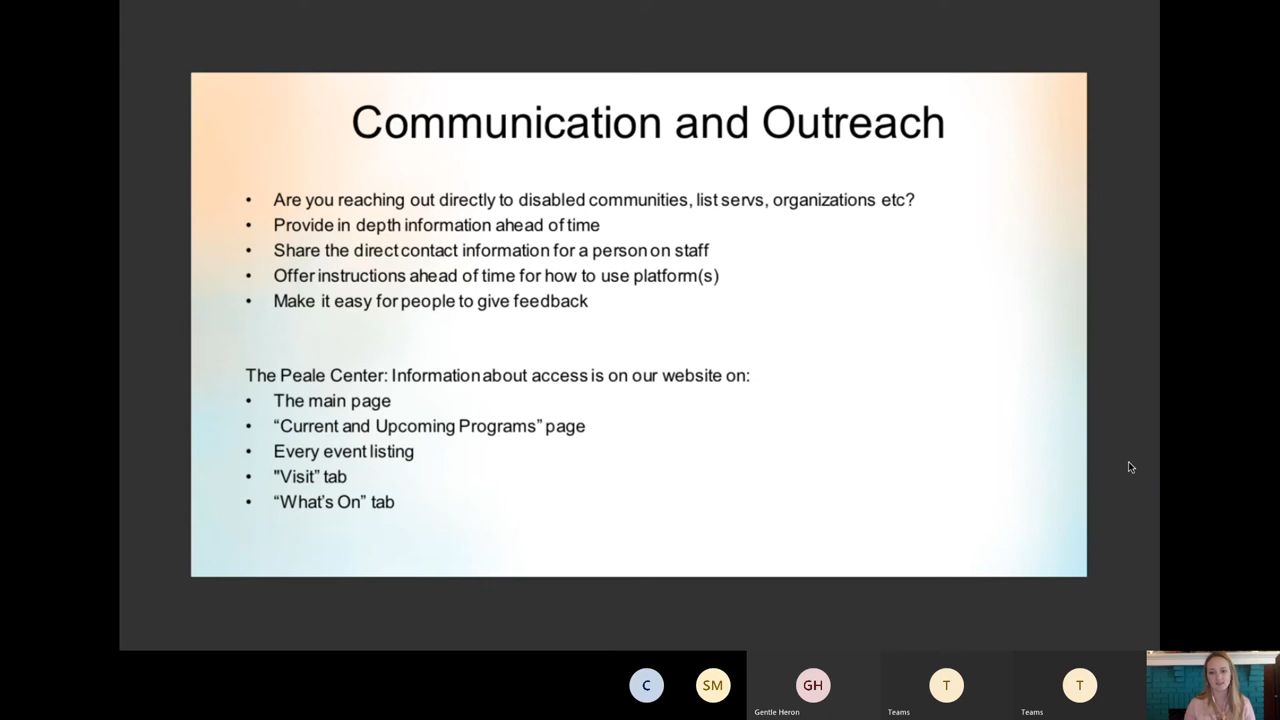 Communication and Outreach
• Are you reaching out directly to disabled communities, list servs, organizations etc?
• Provide in depth information ahead of time
• Share the direct contact information for a person on staff
• Offer instructions ahead of time for how to use platform(s)
• Make it easy for people to give feedback
The Peale Center: Information about access is on our website on:
• The main page
• “Current and Upcoming Programs” page
• Every event listing
• "Visit” tab
• “What’s On” tab
C
SM
GH
T
T
Gentle Heron
Teams
Teams